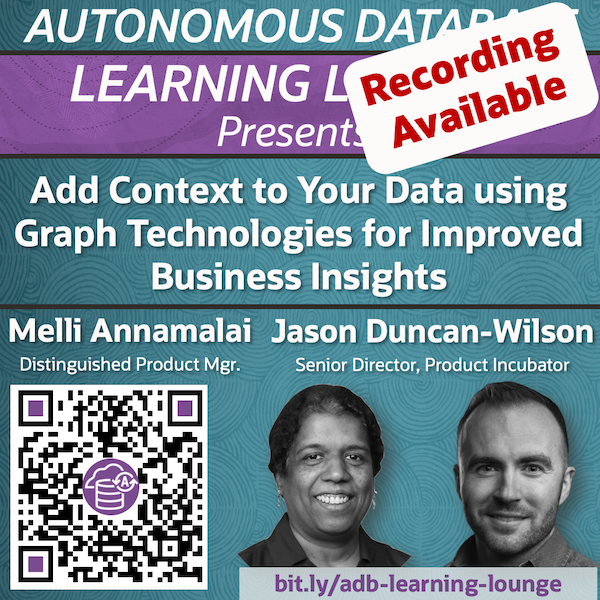 AUTONOMOUS DATAB
LEARNING L
Presents
Recording
Available
Add Context to Your Data using
Graph Technologies for Improved
Business Insights
Melli Annamalai
Distinguished Product Mgr.
Jason Duncan-Wilson
Senior Director, Product Incubator
A
bit.ly/adb-learning-lounge